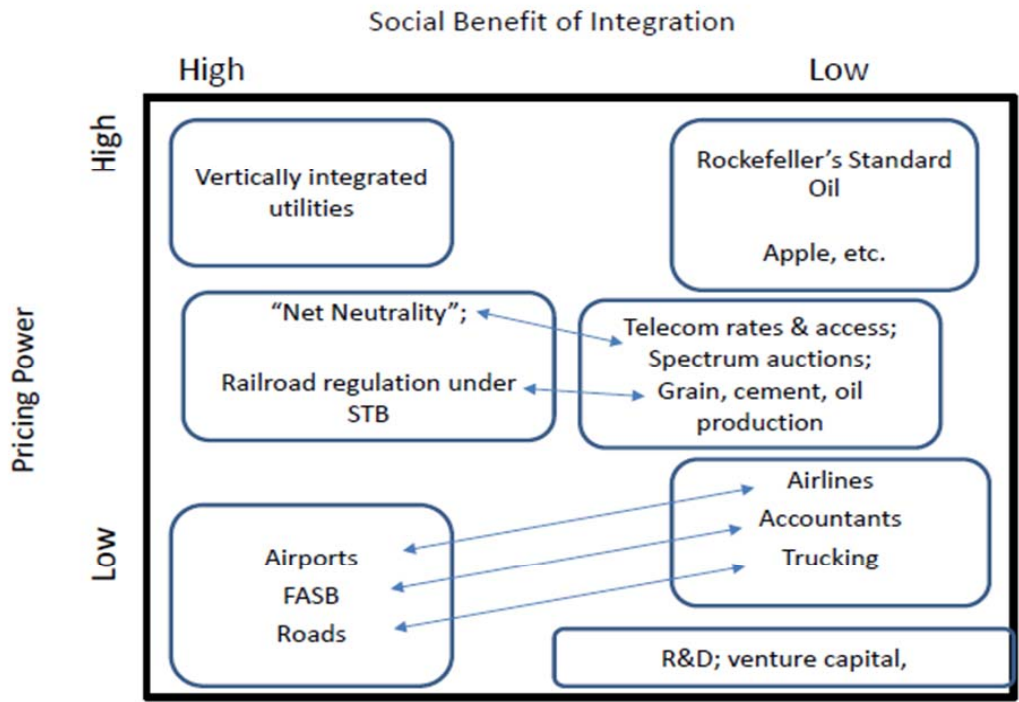 Social Benefit of Integration
High
Low
Pricing Power
High
Low
Vertically integrated
utilities
Rockefeller’s Standard
Oil
Apple, etc.
“Net Neutrality”;
Railroad regulation under
STB
Telecom rates & access;
Spectrum auctions;
Grain, cement, oil
production
Airports
FASB
Roads
Airlines
Accountants
Trucking
R&D; venture capital,